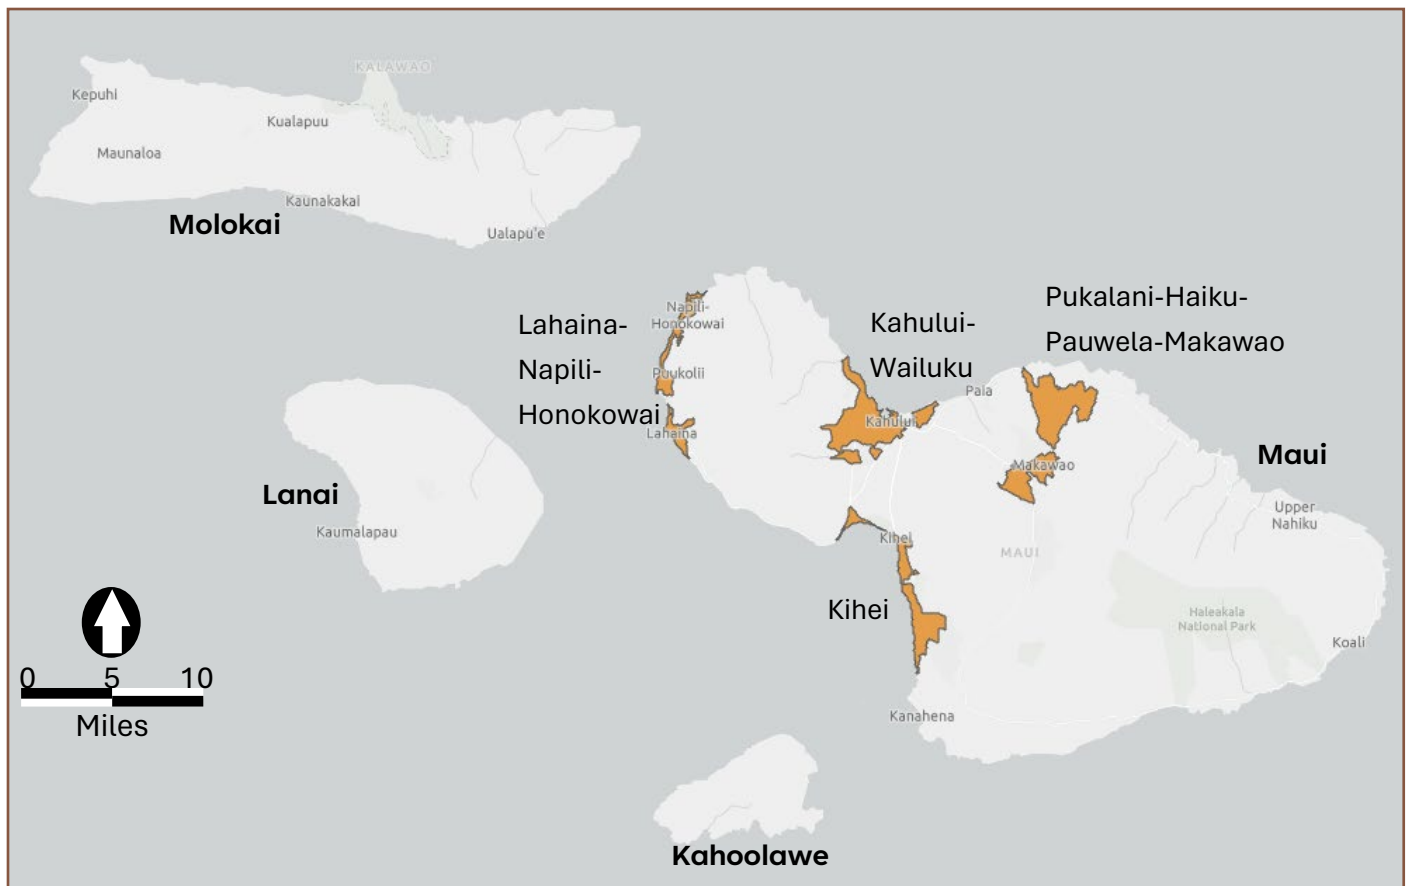 KALAWAO
Kepuhi
Kualapuu
Maunaloa
Kaunakakai
Molokai
Ualapu'e
Napili-
Honokowai
Lahaina-
Napili-
Honokowai
Puukolii
Lahaina
Kahului-
Wailuku
Kahului
Pukalani-Haiku-
Pauwela-Makawao
Paia
Makawao
Maui
Upper
Nahiku
Lanai
Kaumalapau
Kihei
MAUI
Kihei
Haleakala
National Park
Koali
0 5 10
Miles
Kanahena
Kahoolawe